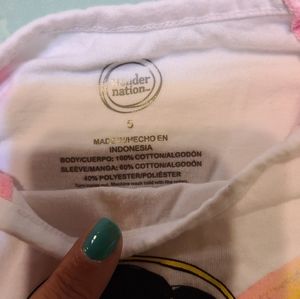 wonder
nation™
5
MADE IN/HECHO EN
INDONESIA
BODY/CUERPO: 100% COTTON/ALGODÓN
SLEEVE/MANGA: 60% COTTON/ALGODÓN
40% POLYESTER/POLIÉSTER